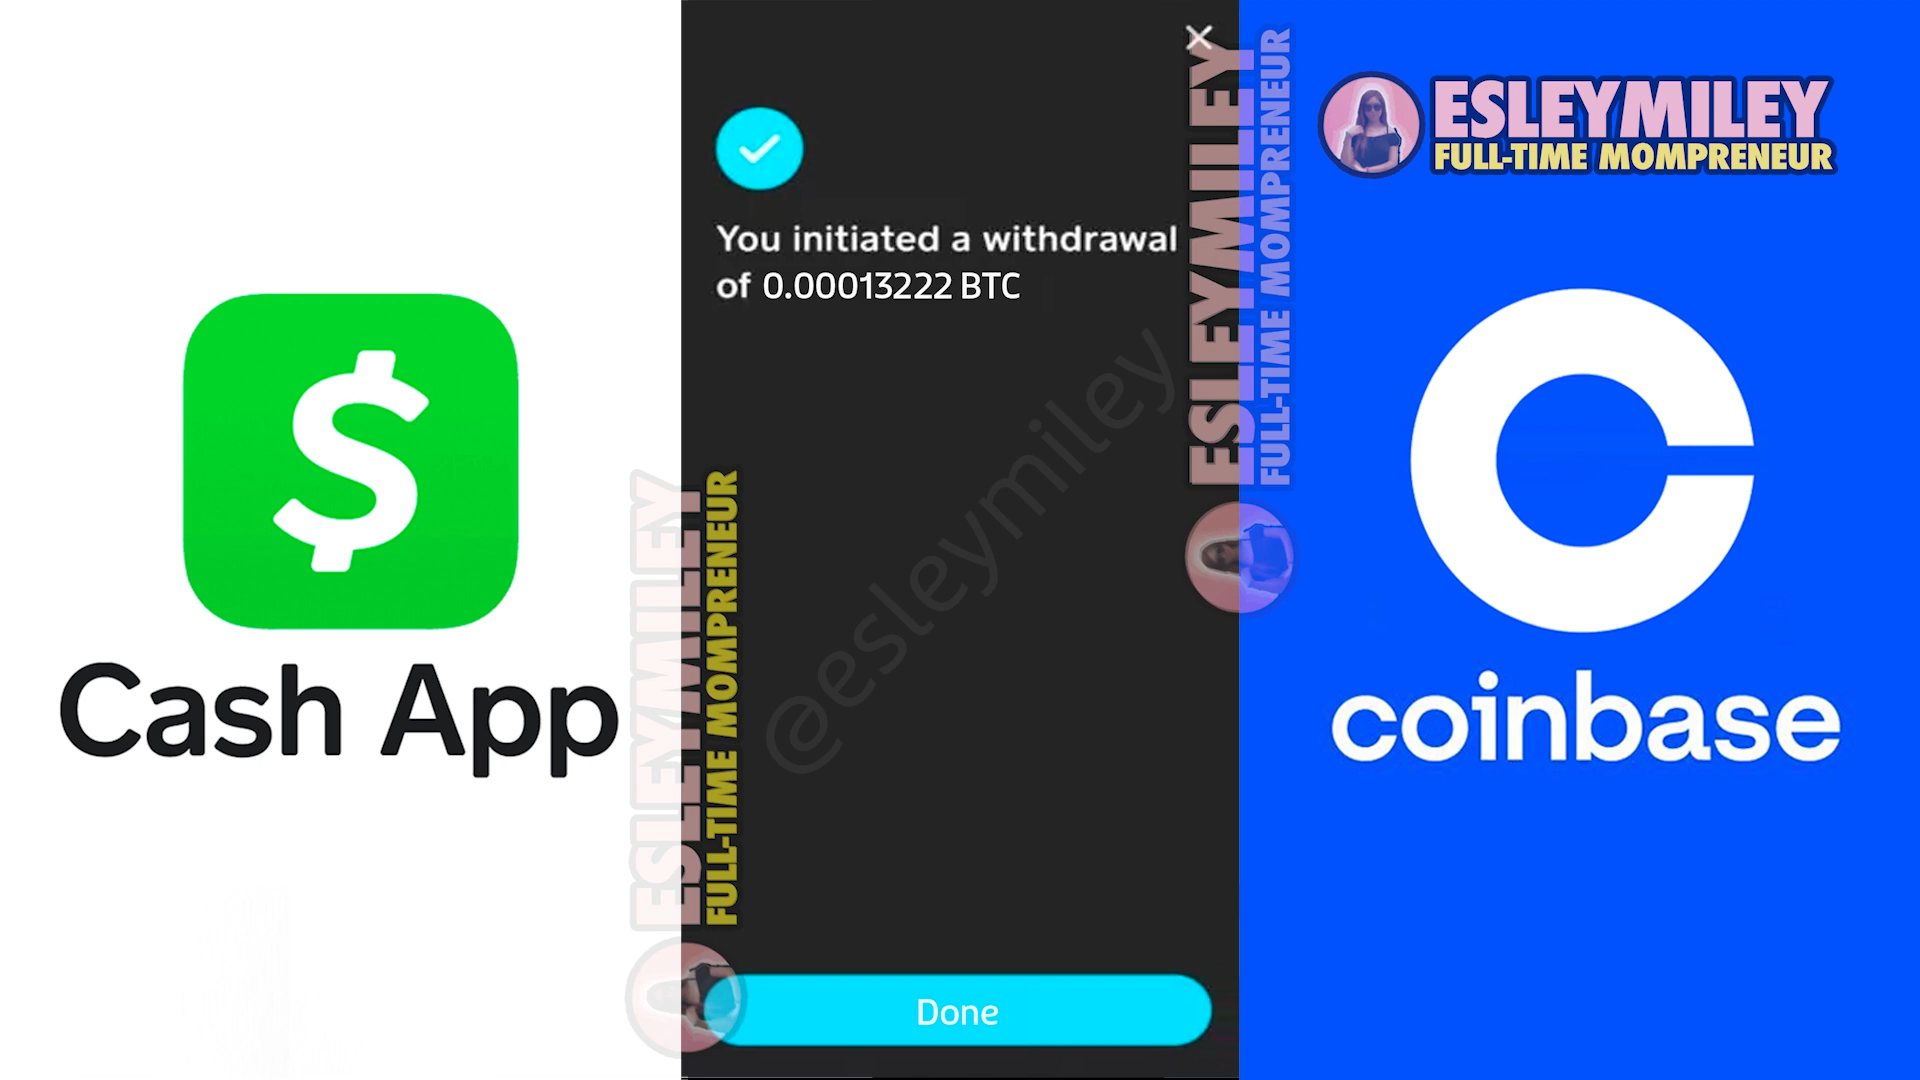 Cash App
You initiated a withdrawal
of 0.00013222 BTC
@esleymiley
Done
ESLEYMILEY
FULL-TIME MOMPRENEUR
ESLEYMILEY
FULL-TIME MOMPRENEUR
ESLEYMILEY
FULL-TIME MOMPRENEUR
coinbase